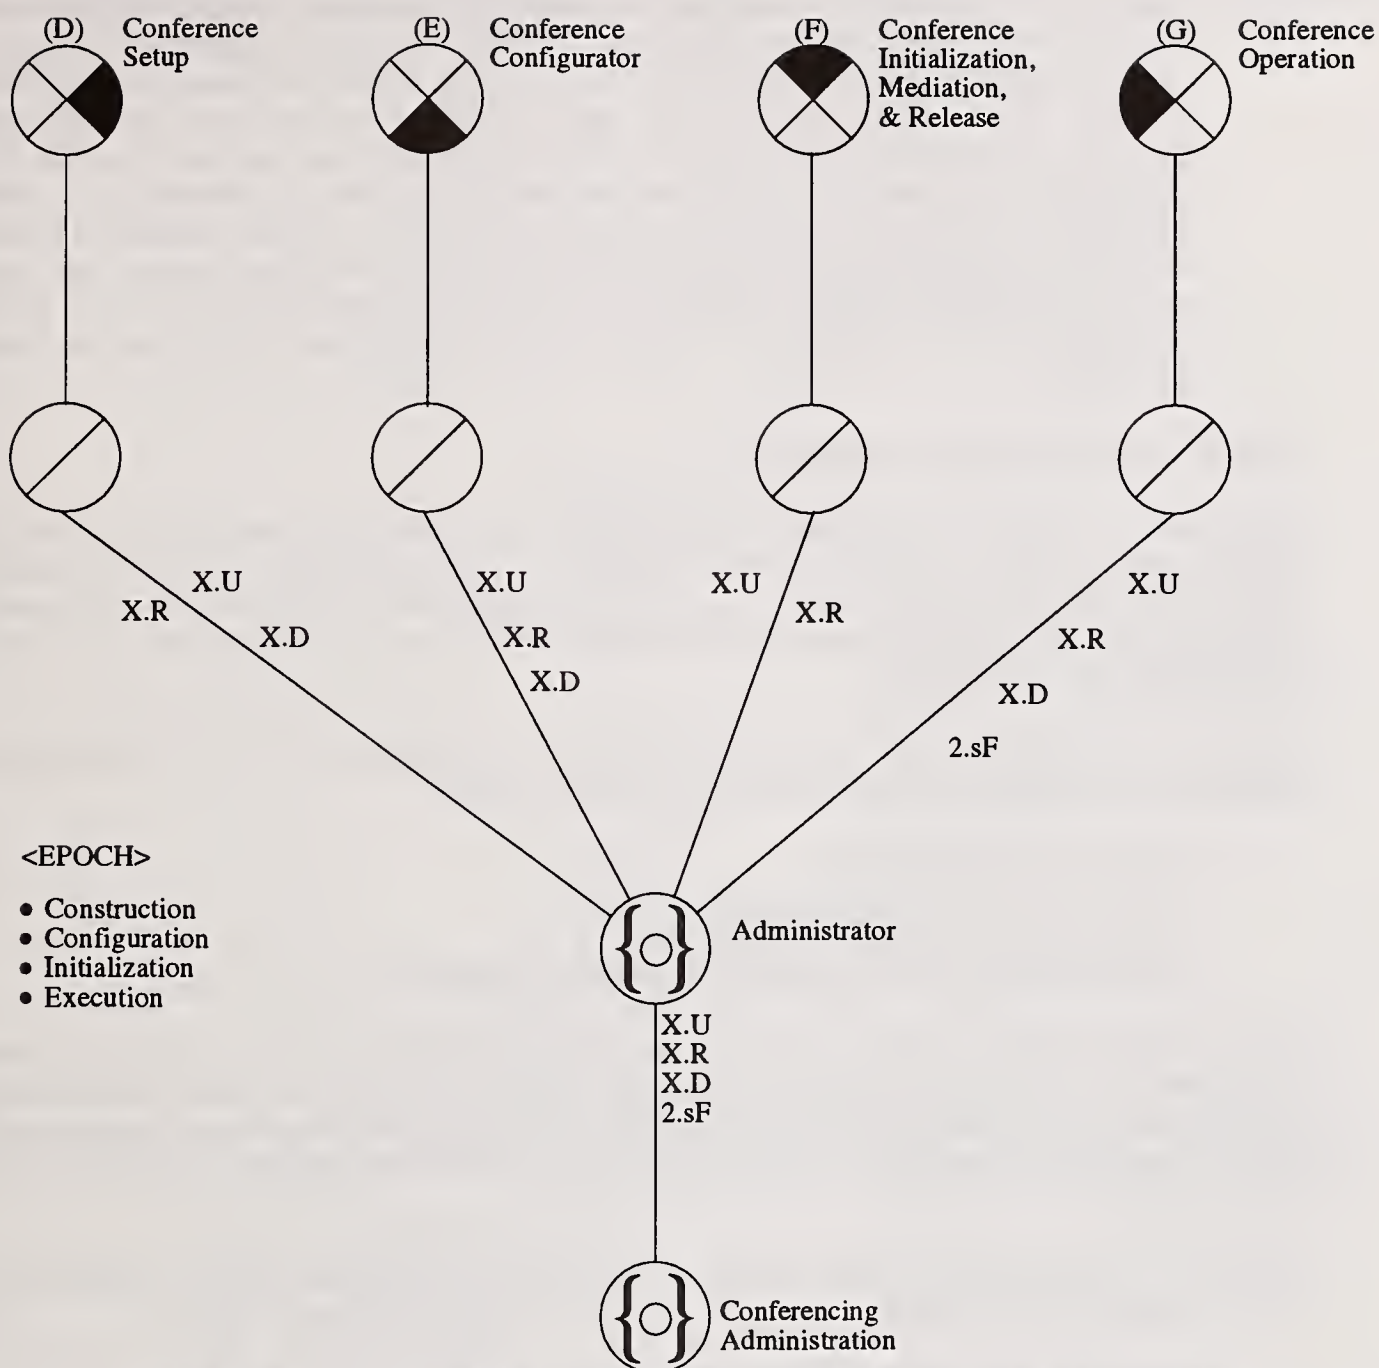 (D) Conference
Setup
(E) Conference
Configurator
(F) Conference
Initialization,
Mediation,
& Release
(G) Conference
Operation
X.U
X.R
X.D
X.U
X.R
X.D
X.U
X.R
X.U
X.R
X.D
2.sF
<EPOCH>
• Construction
• Configuration
• Initialization
• Execution
{ } Administrator
X.U
X.R
X.D
2.sF
{ } Conferencing
Administration